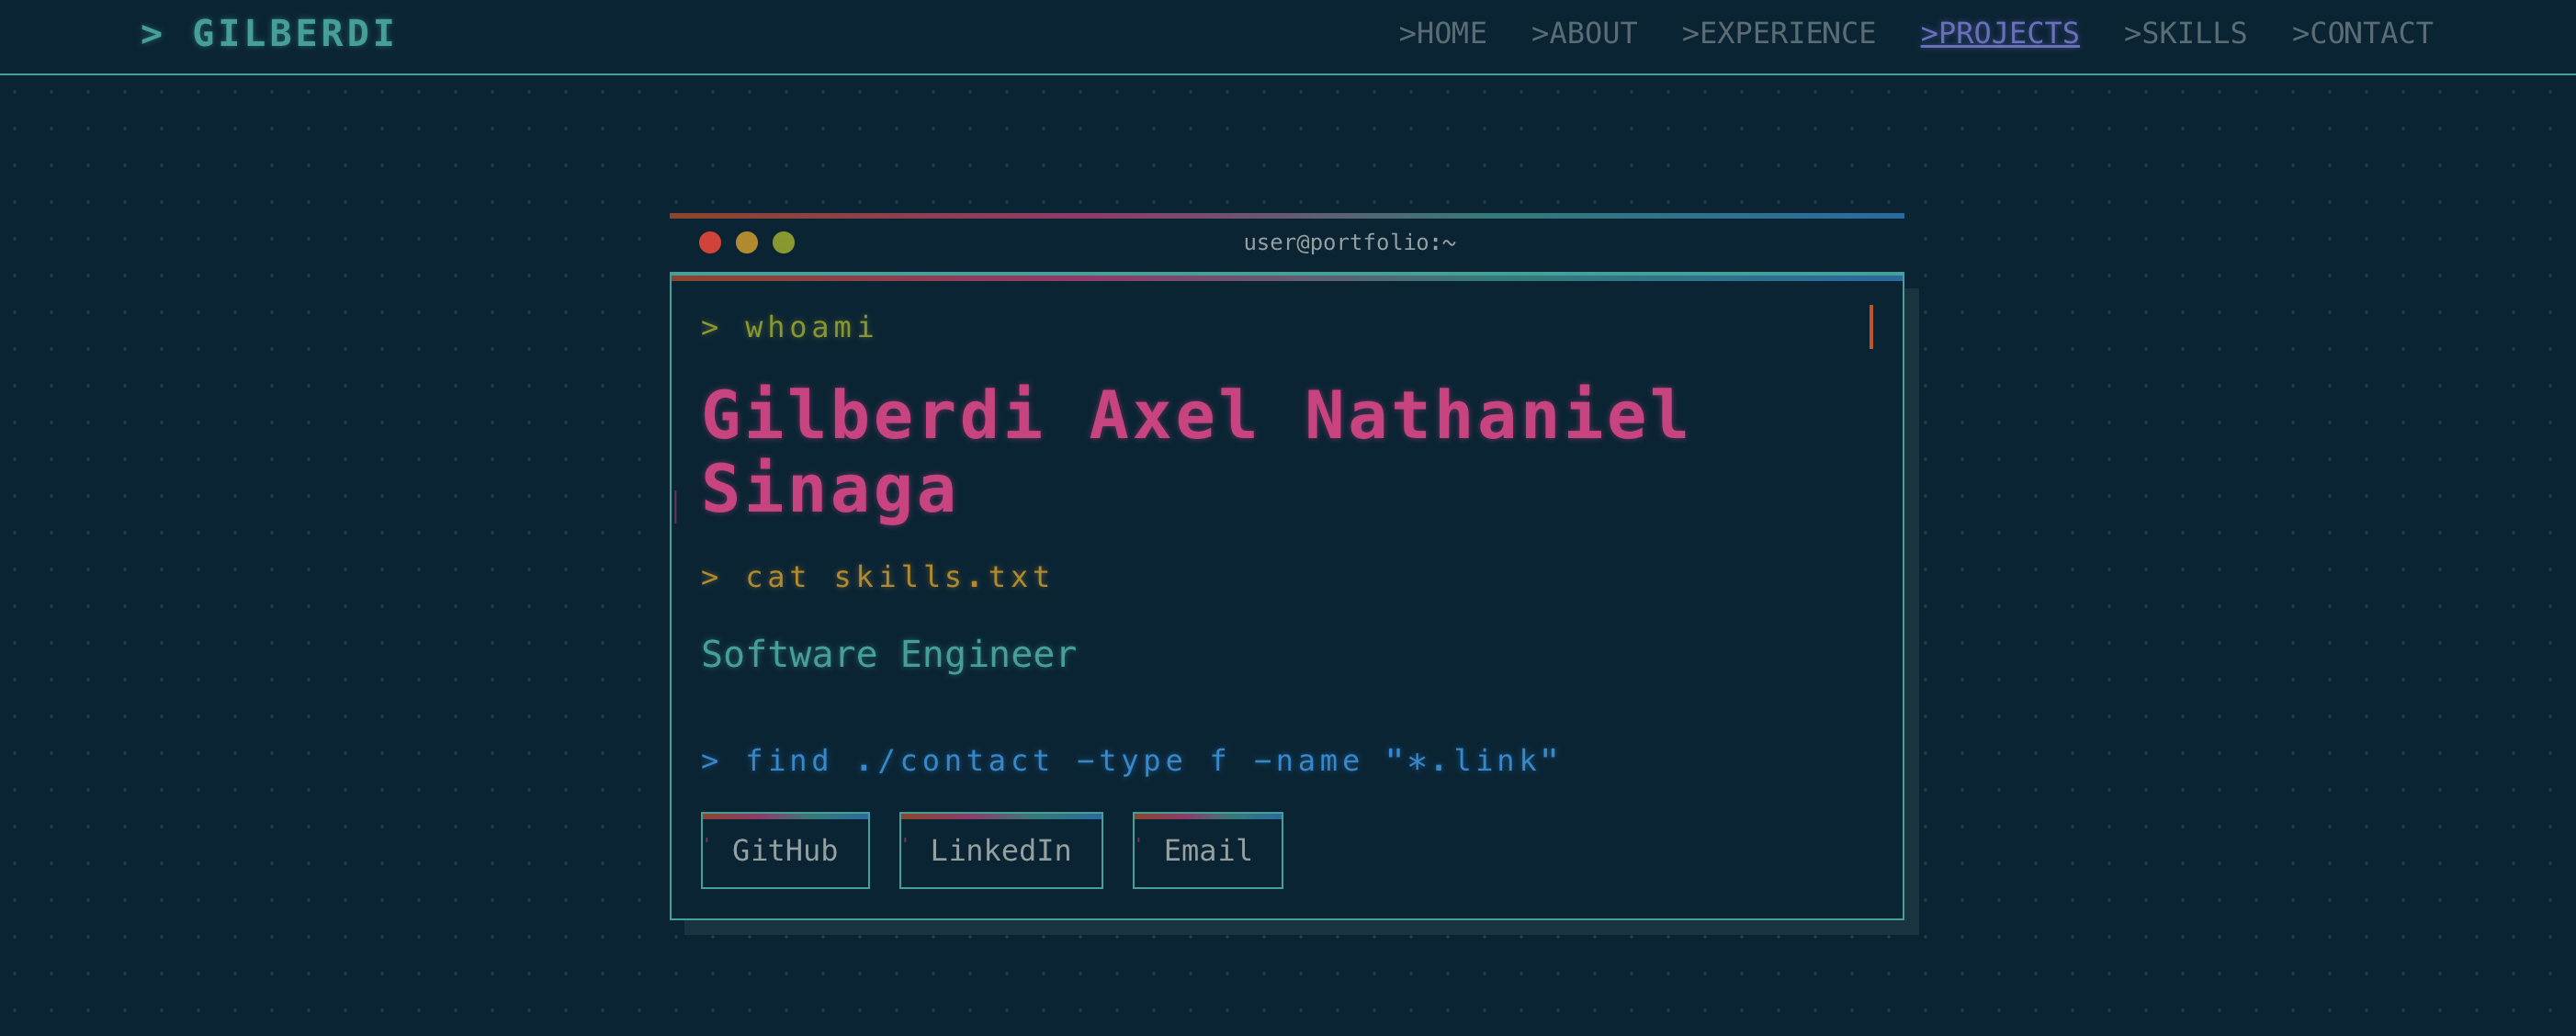 > GILBERDI
>HOME >ABOUT >EXPERIENCE >PROJECTS >SKILLS >CONTACT
user@portfolio:~
> whoami
Gilberdi Axel Nathaniel
Sinaga
> cat skills.txt
Software Engineer
> find ./contact -type f -name "*.link"
GitHub LinkedIn Email